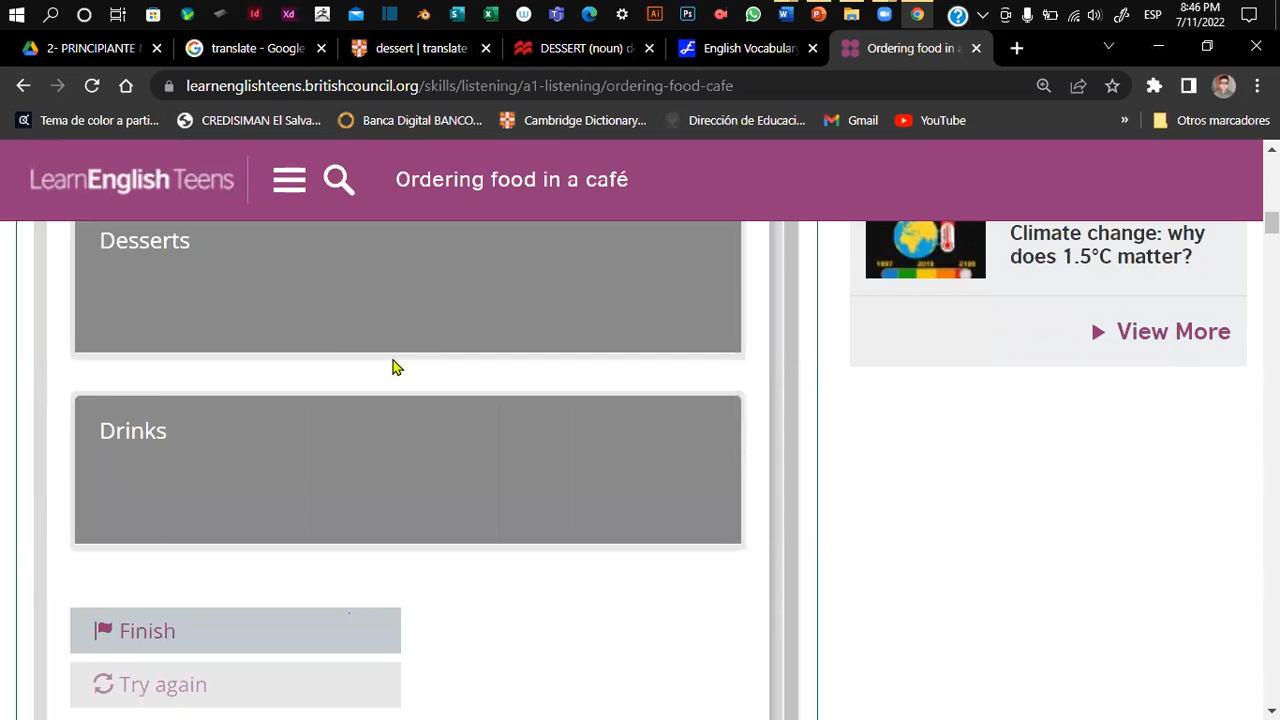 8:46 PM
ESP
7/11/2022
2- PRINCIPIANTE M
translate - Google
dessert | translate
DESSERT (noun) d
English Vocabulary
Ordering food in a
learnenglishteens.britishcouncil.org/skills/listening/a1-listening/ordering-food-cafe
Tema de color a parti...
CREDISIMAN El Salva...
Banca Digital BANCO...
Cambridge Dictionary...
Dirección de Educaci...
Gmail
YouTube
»
Otros marcadores
LearnEnglish Teens
Ordering food in a café
Desserts
Climate change: why
does 1.5°C matter?
View More
Drinks
Finish
Try again